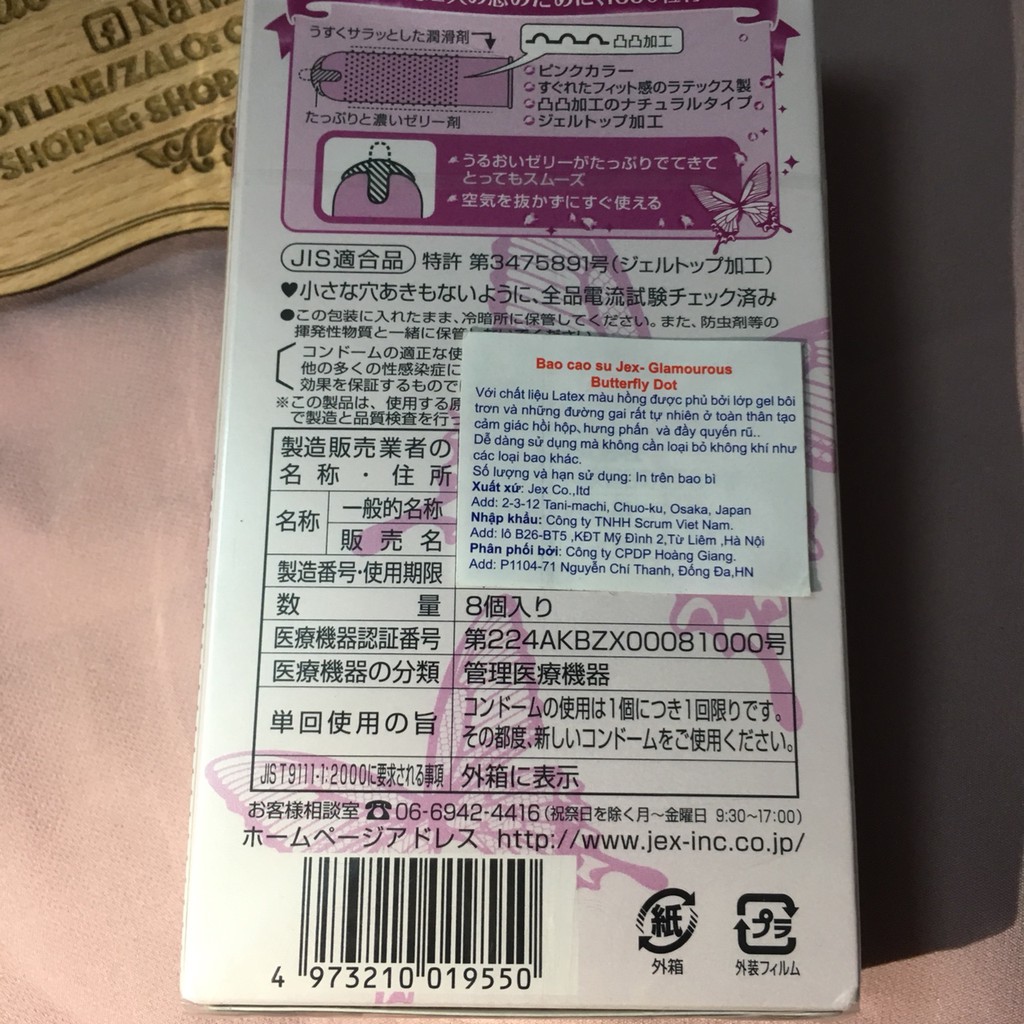 Na M
OTLINE/ZALO: 0
SHOPEE: SHOP
うすくサラッとした潤滑剤
凸凸加工
ピンクカラー
すぐれたフィット感のラテックス製
凸凸加工のナチュラルタイプ
ジェルトップ加工
たっぷりと濃いゼリー剤
うるおいゼリーがたっぷりでてきて
とってもスムーズ
空気を抜かずにすぐ使える
JIS適合品 特許 第3475891号(ジェルトップ加工)
♥小さな穴あきもないように、全品電流試験チェック済み
●この包装に入れたまま、冷暗所に保管してください。また、防虫剤等の
揮発性物質と一緒に保管
コンドームの適正な使
他の多くの性感染症に
効果を保証するもので
※この製品は、使用する原
で製造と品質検査を行っ
Bao cao su Jex- Glamourous
Butterfly Dot
Với chất liệu Latex màu hồng được phủ bởi lớp gel bôi
trơn và những đường gai rất tự nhiên ở toàn thân tạo
cảm giác hồi hộp,hưng phấn và đầy quyến rũ..
Dễ dàng sử dụng mà không cần loại bỏ không khí như
các loại bao khác.
Số lượng và hạn sử dụng: In trên bao bì
Xuất xứ: Jex Co.,ltd
Add: 2-3-12 Tani-machi, Chuo-ku, Osaka, Japan
Nhập khẩu: Công ty TNHH Scrum Viet Nam.
Add: lô B26-BT5 ,KĐT Mỹ Đình 2,Từ Liêm ,Hà Nội
Phân phối bởi: Công ty CPDP Hoàng Giang.
Add: P1104-71 Nguyễn Chí Thanh, Đống Đa,HN
製造販売業者の
名称・住所
名称 一般的名称
販売名
製造番号・使用期限
数量 8個入り
医療機器認証番号 第224AKBZX00081000号
医療機器の分類 管理医療機器
単回使用の旨 コンドームの使用は1個につき1回限りです。
その都度、新しいコンドームをご使用ください。
JIS T 9111-1:2000に要求される事項 外箱に表示
お客様相談室 ☎06-6942-4416(祝祭日を除く月〜金曜日 9:30〜17:00)
ホームページアドレス http://www.jex-inc.co.jp/
4 973210 019550
紙
外箱
プラ
外装フィルム